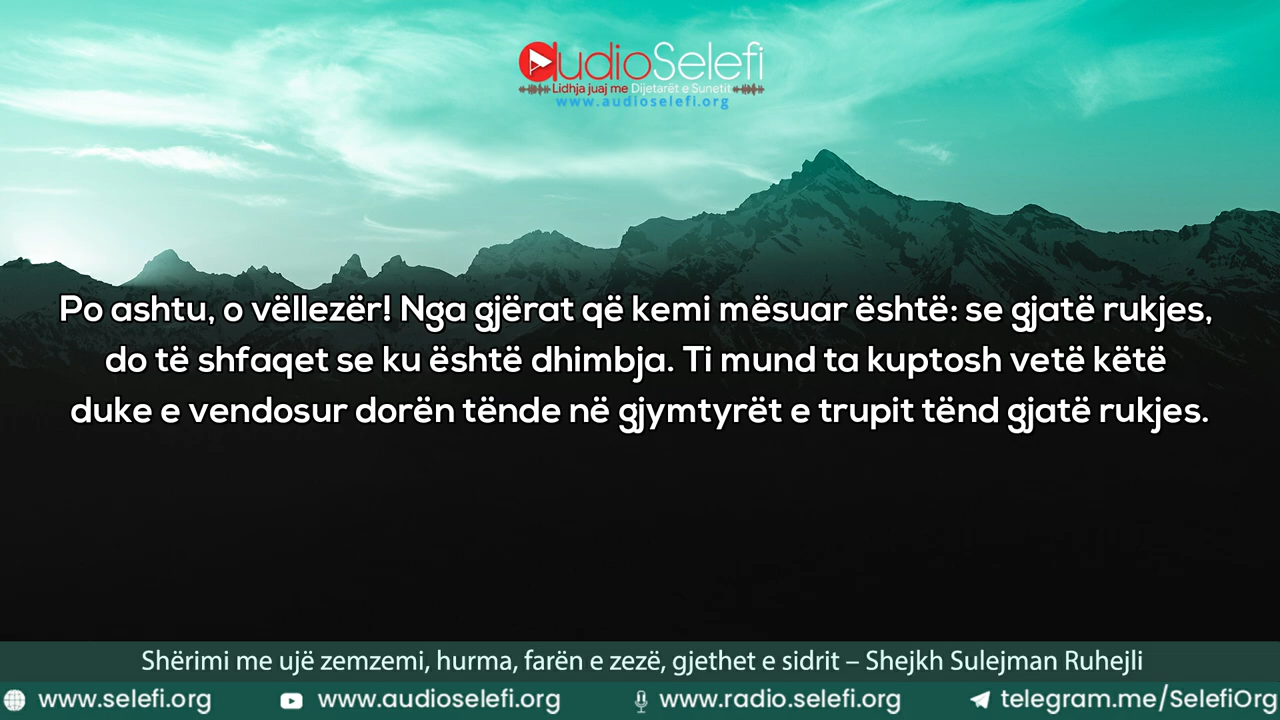 audioSelefi
Lidhja juaj me Dijetarët e Sunetit
www.audioselefi.org
Po ashtu, o vëllezër! Nga gjërat që kemi mësuar është: se gjatë rukjes,
do të shfaqet se ku është dhimbja. Ti mund ta kuptosh vetë këtë
duke e vendosur dorën tënde në gjymtyrët e trupit tënd gjatë rukjes.
Shërimi me ujë zemzemi, hurma, farën e zezë, gjethet e sidrit – Shejkh Sulejman Ruhejli
www.selefi.org www.audioselefi.org www.radio.selefi.org telegram.me/SelefiOrg